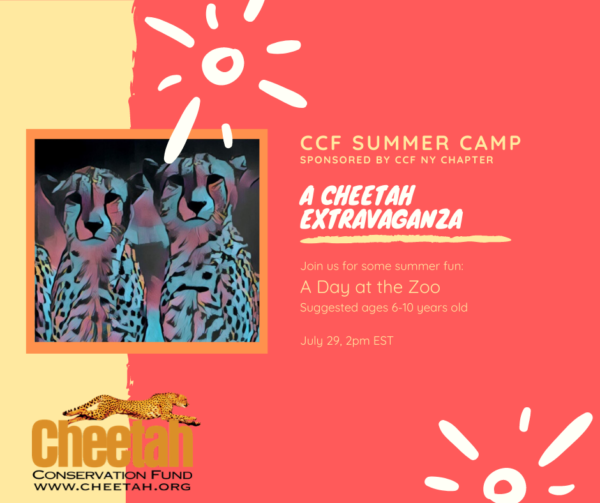 CCF SUMMER CAMP
SPONSORED BY CCF NY CHAPTER
A CHEETAH
EXTRAVAGANZA
Join us for some summer fun:
A Day at the Zoo
Suggested ages 6-10 years old
July 29, 2pm EST
Cheetah
CONSERVATION FUND
WWW.CHEETAH.ORG